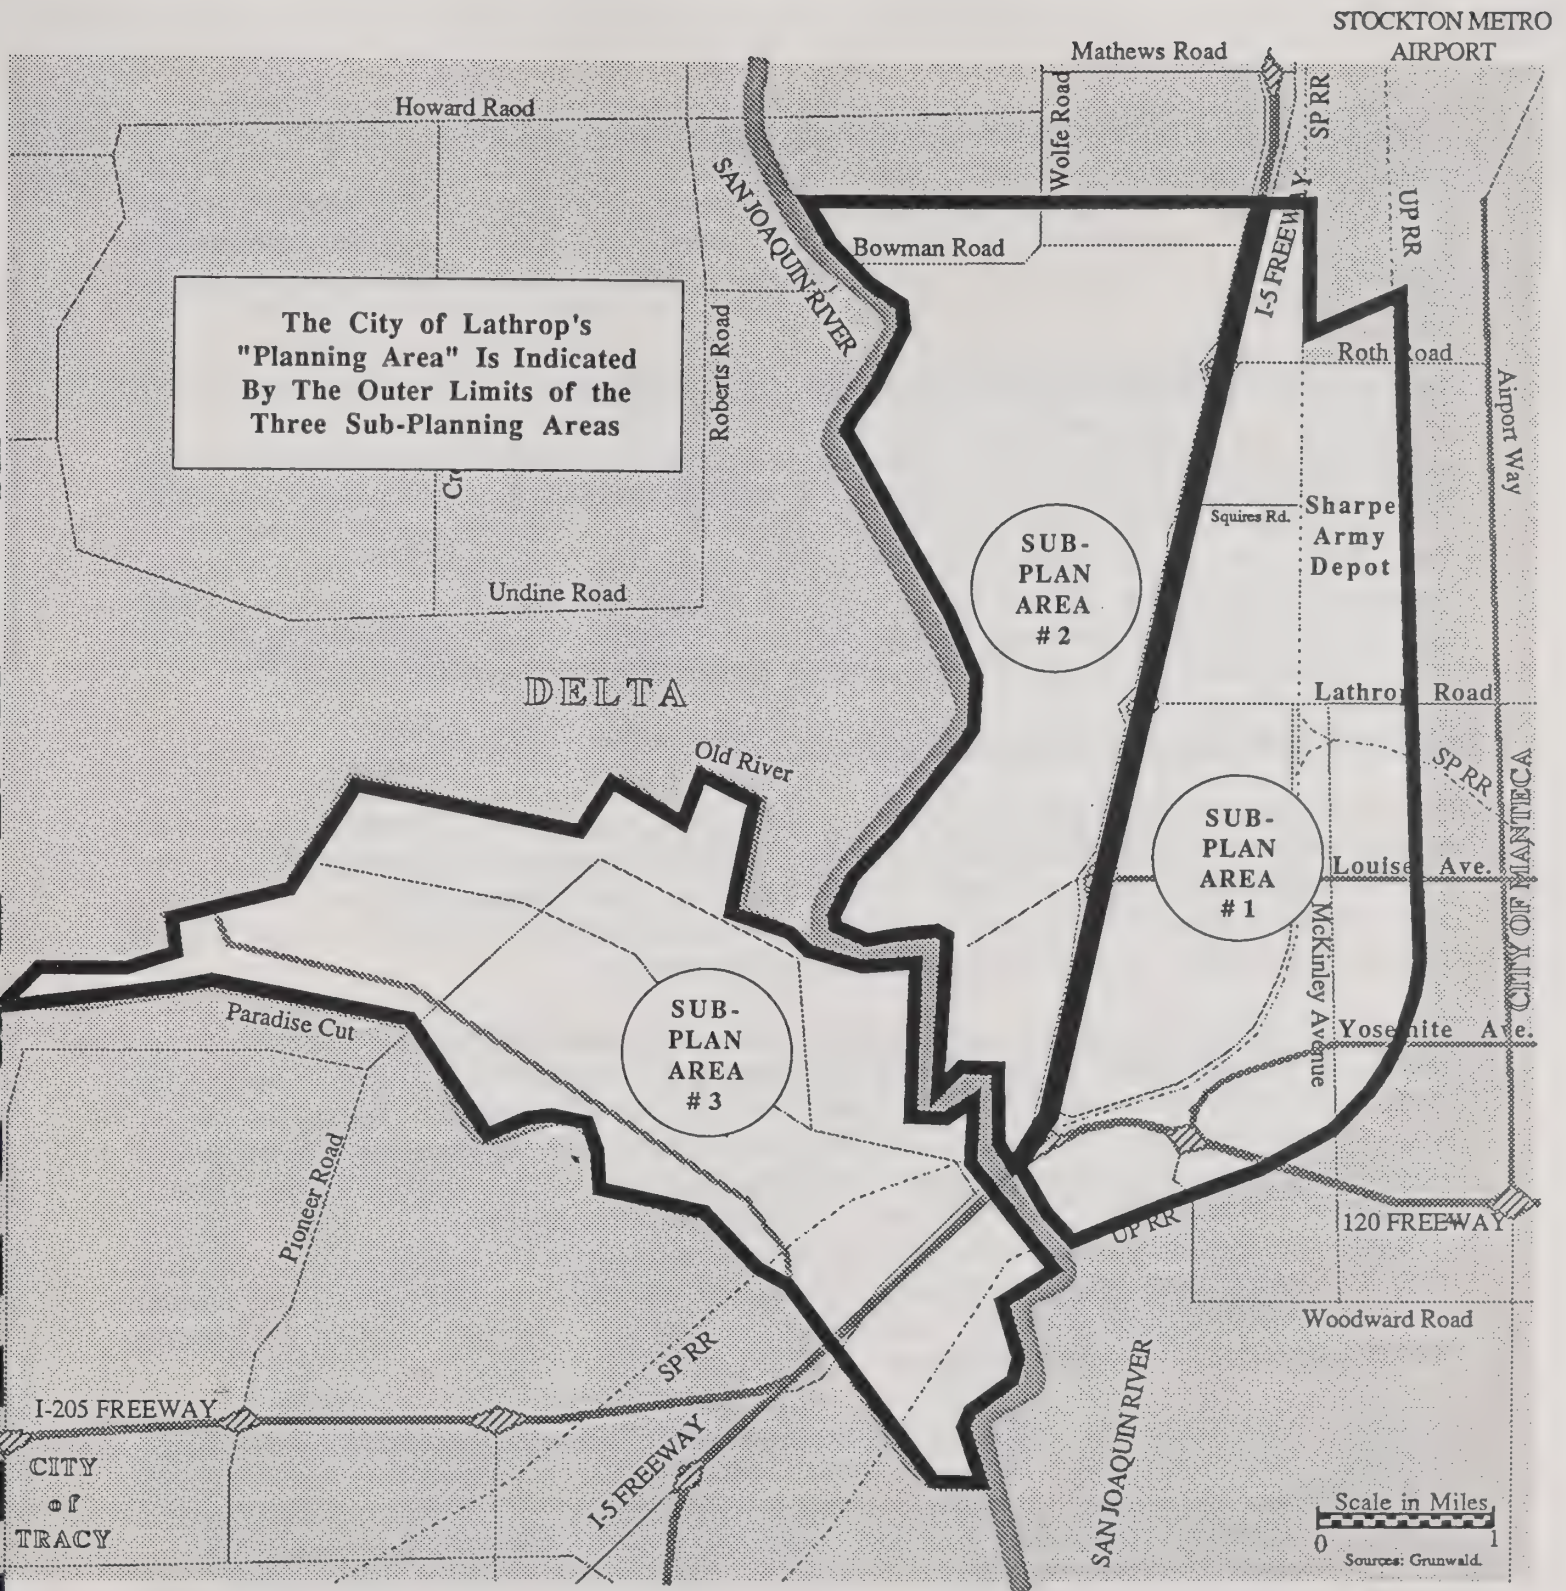 STOCKTON METRO
AIRPORT
Mathews Road
Howard Raod
Wolfe Road
SP RR
UP RR
SAN JOAQUIN RIVER
Bowman Road
I-5 FREEWAY
The City of Lathrop's
"Planning Area" Is Indicated
By The Outer Limits of the
Three Sub-Planning Areas
Roberts Road
Roth Road
Airport Way
Squires Rd.
Sharpe
Army
Depot
SUB-
PLAN
AREA
# 2
Undine Road
DELTA
Lathrop Road
Old River
SP RR
CITY OF MANTECA
SUB-
PLAN
AREA
# 1
Louise Ave.
McKinley Avenue
Yosemite Ave.
Paradise Cut
SUB-
PLAN
AREA
# 3
Pioneer Road
UP RR
120 FREEWAY
Woodward Road
SP RR
SAN JOAQUIN RIVER
I-205 FREEWAY
I-5 FREEWAY
CITY
of
TRACY
Scale in Miles
0 1
Sources: Grunwald.